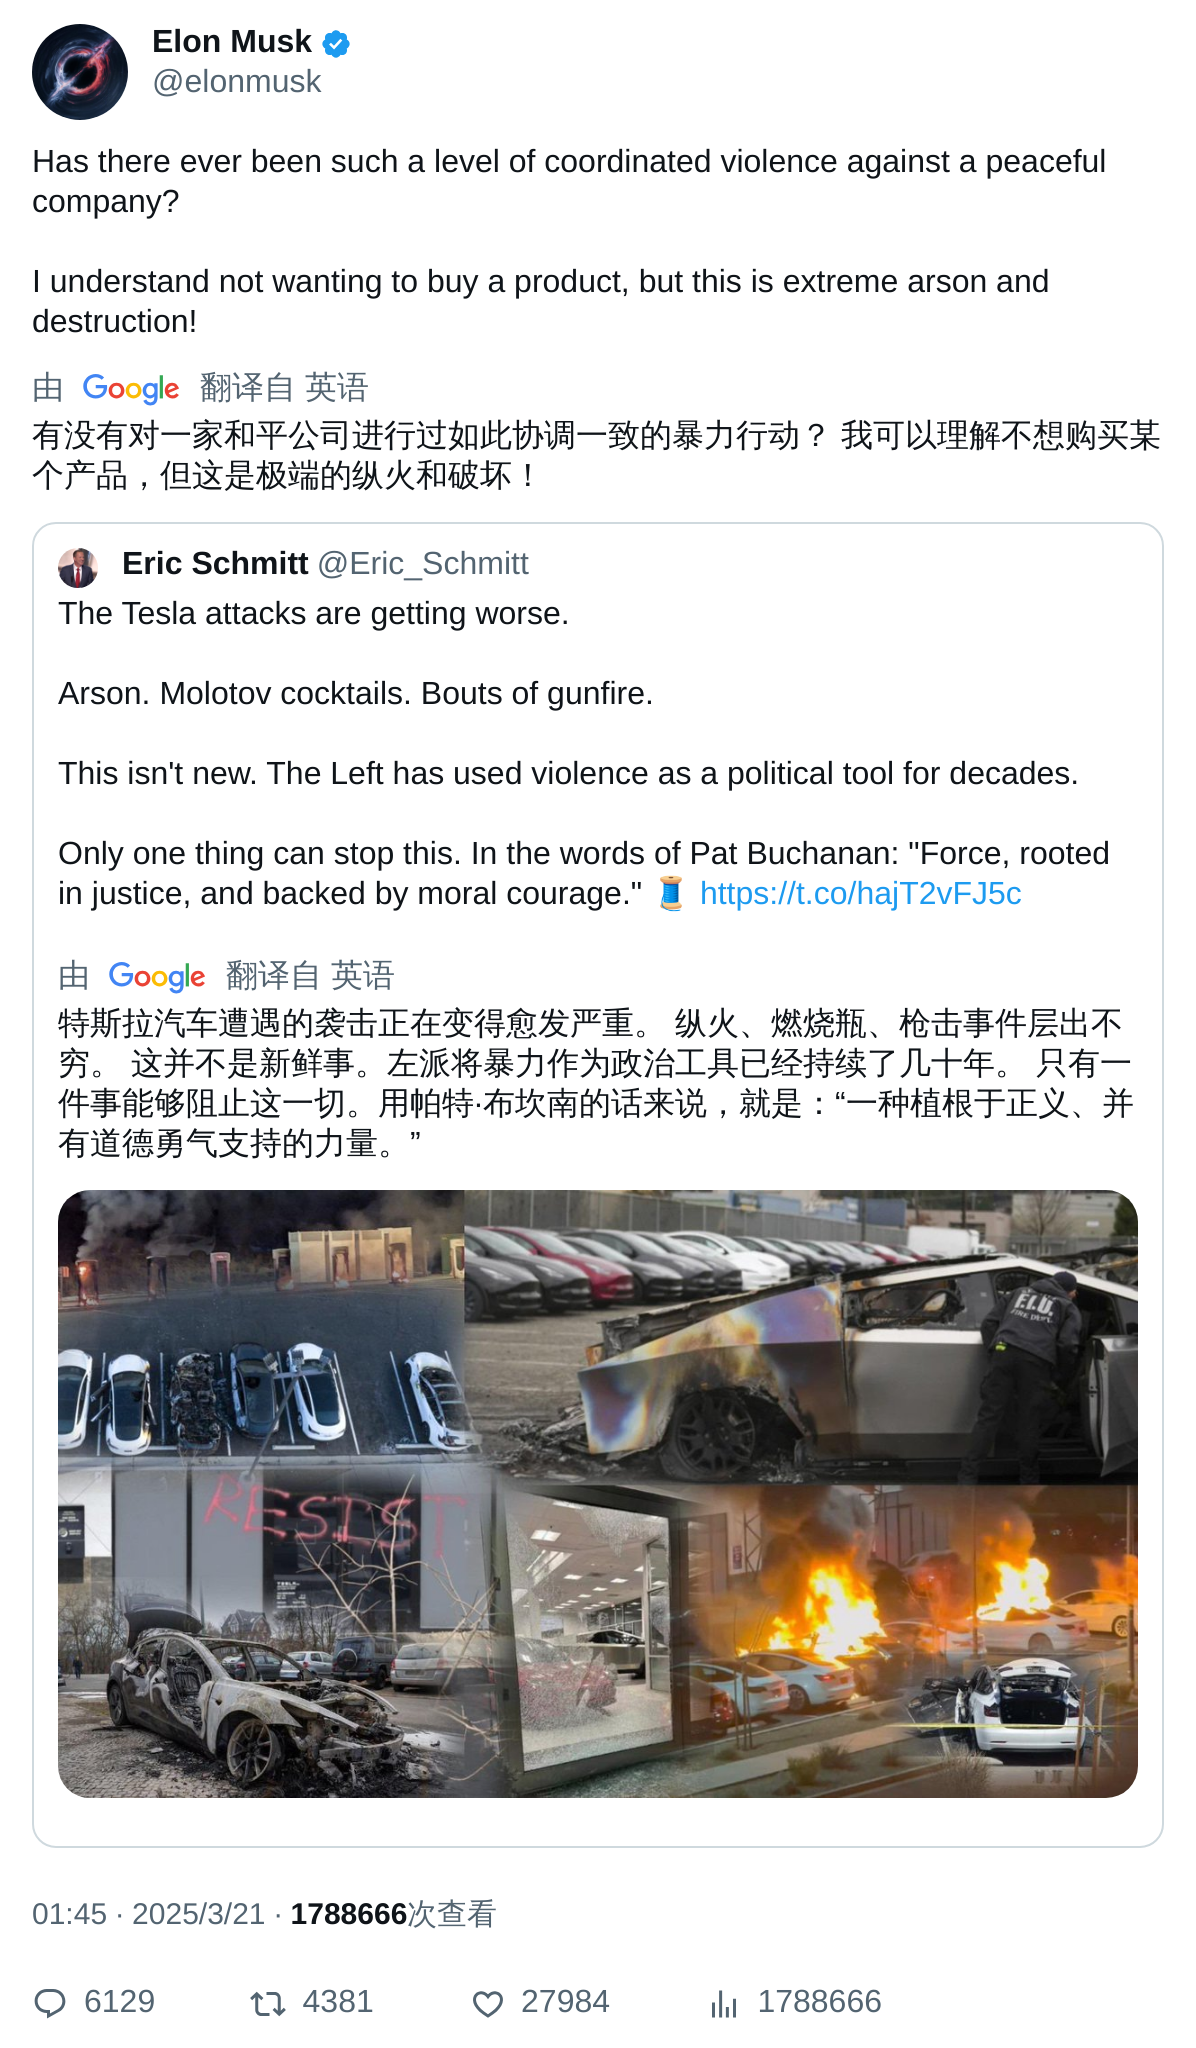 Elon Musk
@elonmusk
Has there ever been such a level of coordinated violence against a peaceful
company?
I understand not wanting to buy a product, but this is extreme arson and
destruction!
由 Google 翻译自 英语
有没有对一家和平公司进行过如此协调一致的暴力行动？ 我可以理解不想购买某
个产品，但这是极端的纵火和破坏！
Eric Schmitt @Eric_Schmitt
The Tesla attacks are getting worse.
Arson. Molotov cocktails. Bouts of gunfire.
This isn't new. The Left has used violence as a political tool for decades.
Only one thing can stop this. In the words of Pat Buchanan: "Force, rooted
in justice, and backed by moral courage." 🧵 https://t.co/hajT2vFJ5c
由 Google 翻译自 英语
特斯拉汽车遭遇的袭击正在变得愈发严重。 纵火、燃烧瓶、枪击事件层出不
穷。 这并不是新鲜事。左派将暴力作为政治工具已经持续了几十年。 只有一
件事能够阻止这一切。用帕特·布坎南的话来说，就是：“一种植根于正义、并
有道德勇气支持的力量。”
F.I.U.
FIRE DEPT.
RESIST
TESLA
01:45 · 2025/3/21 · 1788666次查看
6129 4381 27984 1788666